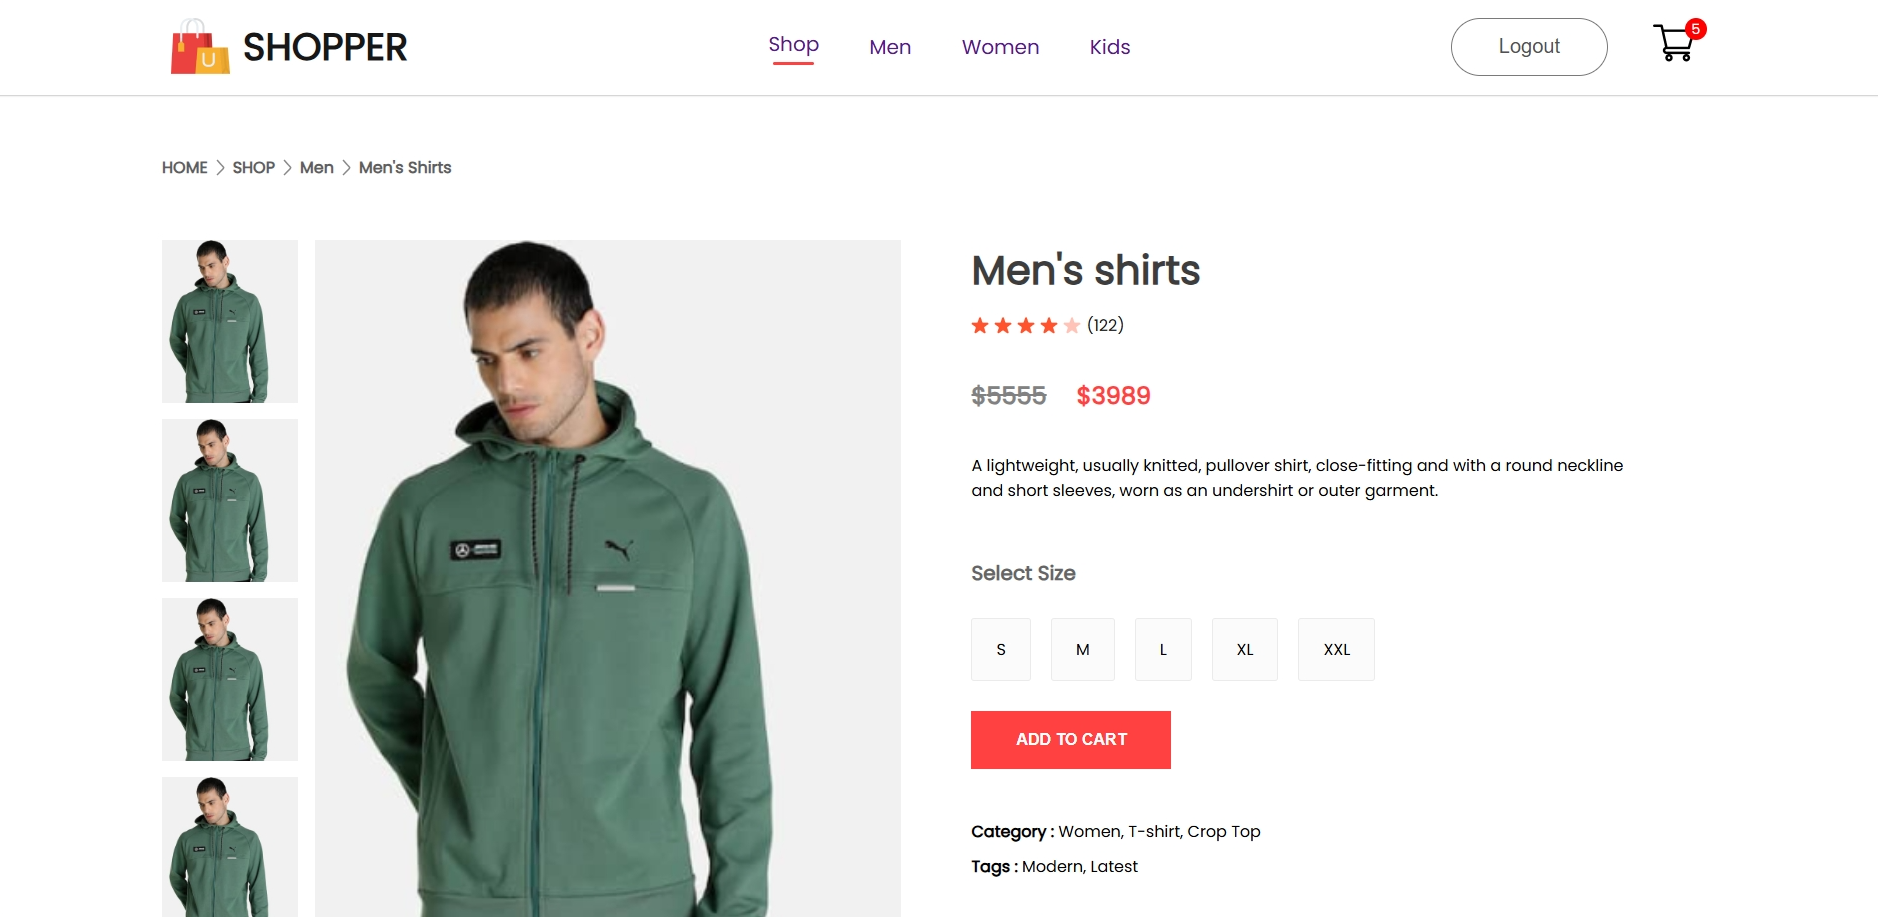 SHOPPER
Shop
Men
Women
Kids
Logout
5
HOME > SHOP > Men > Men's Shirts
Men's shirts
(122)
$5555 $3989
A lightweight, usually knitted, pullover shirt, close-fitting and with a round neckline
and short sleeves, worn as an undershirt or outer garment.
Select Size
S
M
L
XL
XXL
ADD TO CART
Category : Women, T-shirt, Crop Top
Tags : Modern, Latest